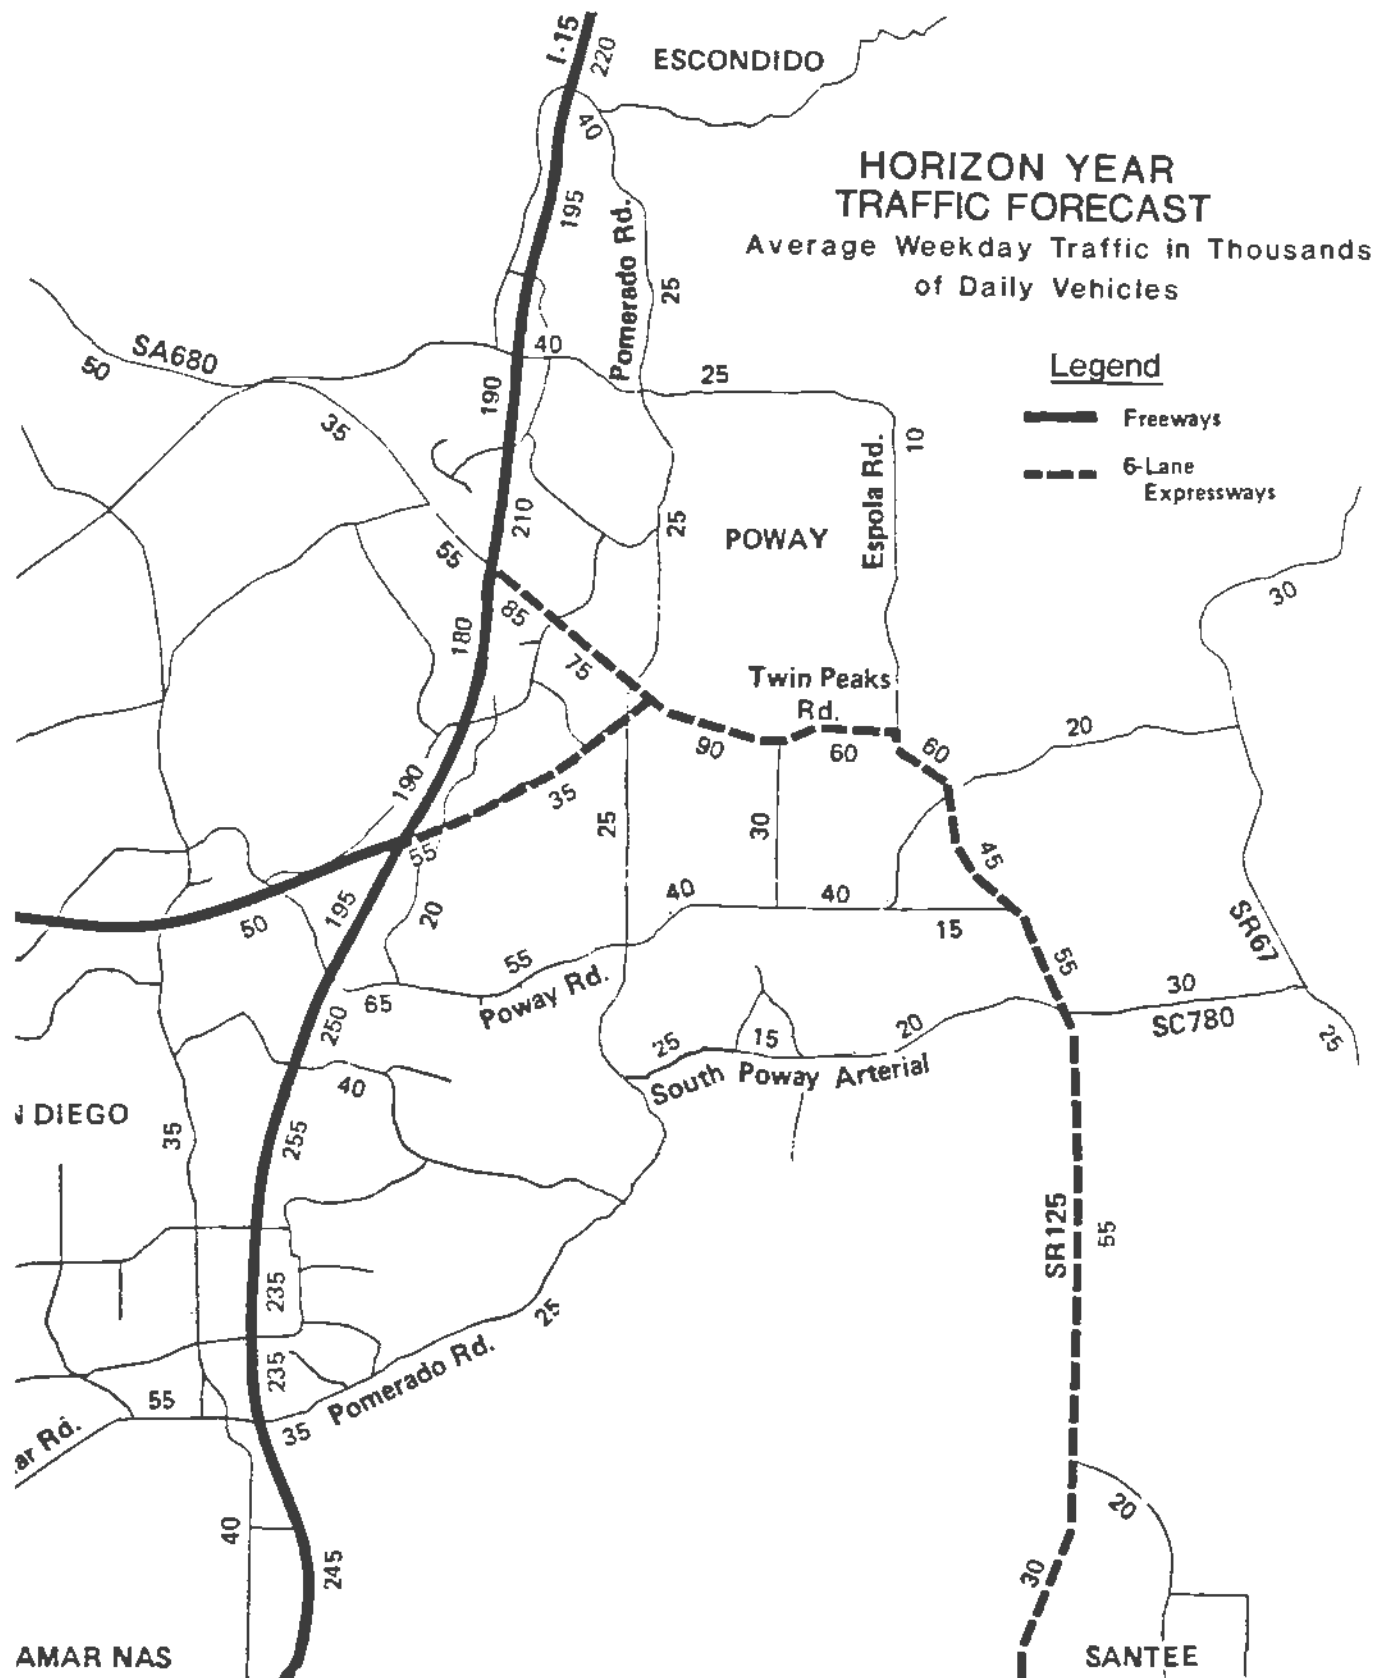 I-15
220
ESCONDIDO
40
HORIZON YEAR
TRAFFIC FORECAST
Average Weekday Traffic in Thousands
of Daily Vehicles
195
Pomerado Rd.
25
Legend
Freeways
6-Lane
Expressways
SA680
50
40
25
190
35
10
Espola Rd.
210
25
POWAY
55
30
85
180
75
Twin Peaks
Rd.
90
60
60
20
190
35
25
30
45
55
50
195
20
40
40
15
SR67
55
55
65
Poway Rd.
30
SC780
250
25
15
20
25
South Poway Arterial
40
N DIEGO
35
255
SR125
55
235
25
235
Pomerado Rd.
55
35
ar Rd.
40
245
20
30
AMAR NAS
SANTEE